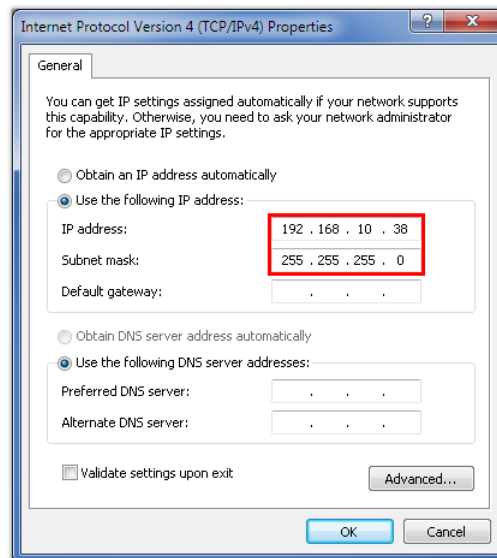 Internet Protocol Version 4 (TCP/IPv4) Properties
General
You can get IP settings assigned automatically if your network supports
this capability. Otherwise, you need to ask your network administrator
for the appropriate IP settings.
Obtain an IP address automatically
Use the following IP address:
IP address: 192 . 168 . 10 . 38
Subnet mask: 255 . 255 . 255 . 0
Default gateway: . . .
Obtain DNS server address automatically
Use the following DNS server addresses:
Preferred DNS server: . . .
Alternate DNS server: . . .
Validate settings upon exit
Advanced...
OK Cancel